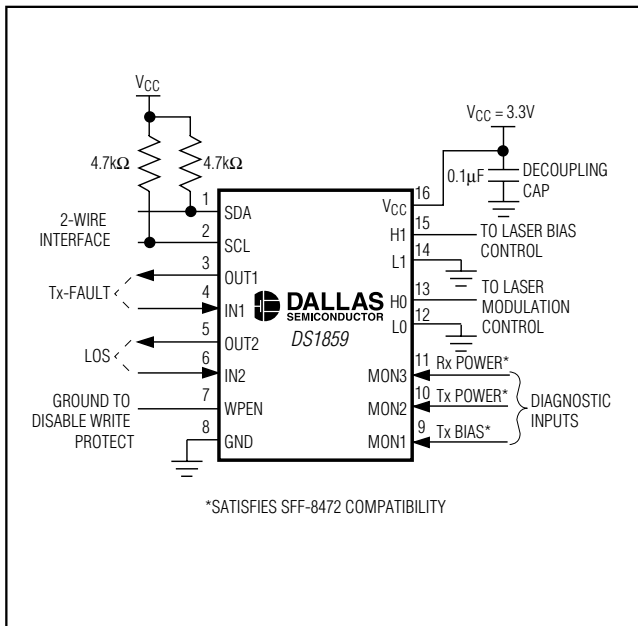 VCC
4.7kΩ
4.7kΩ
2-WIRE
INTERFACE
1
SDA
2
SCL
Tx-FAULT
3
OUT1
4
IN1
LOS
5
OUT2
6
IN2
GROUND TO
DISABLE WRITE
PROTECT
7
WPEN
8
GND
DALLAS
SEMICONDUCTOR
DS1859
VCC = 3.3V
0.1µF
DECOUPLING
CAP
16
VCC
15
H1
TO LASER BIAS
CONTROL
14
L1
13
H0
TO LASER
MODULATION
CONTROL
12
L0
11
MON3
Rx POWER*
10
MON2
Tx POWER*
9
MON1
Tx BIAS*
DIAGNOSTIC
INPUTS
*SATISFIES SFF-8472 COMPATIBILITY